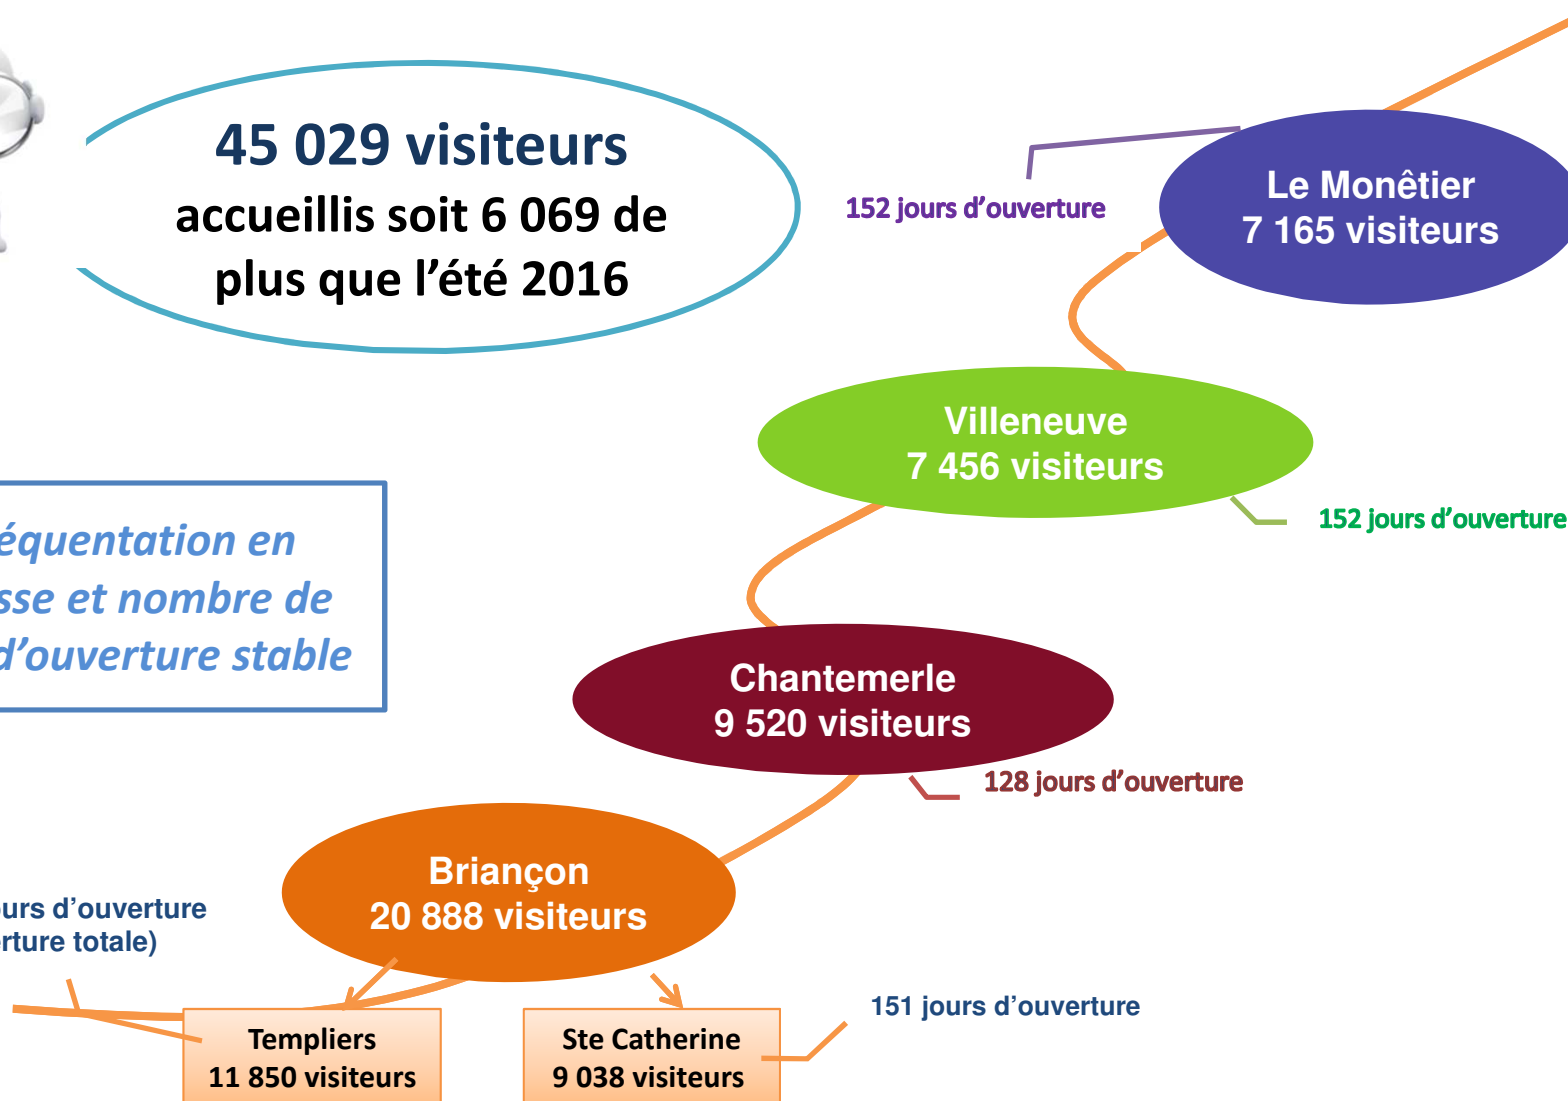 45 029 visiteurs
accueillis soit 6 069 de
plus que l’été 2016
152 jours d’ouverture
Le Monêtier
7 165 visiteurs
Villeneuve
7 456 visiteurs
152 jours d’ouverture
équentation en
sse et nombre de
d’ouverture stable
Chantemerle
9 520 visiteurs
128 jours d’ouverture
Briançon
20 888 visiteurs
ours d’ouverture
erture totale)
151 jours d’ouverture
Templiers
11 850 visiteurs
Ste Catherine
9 038 visiteurs